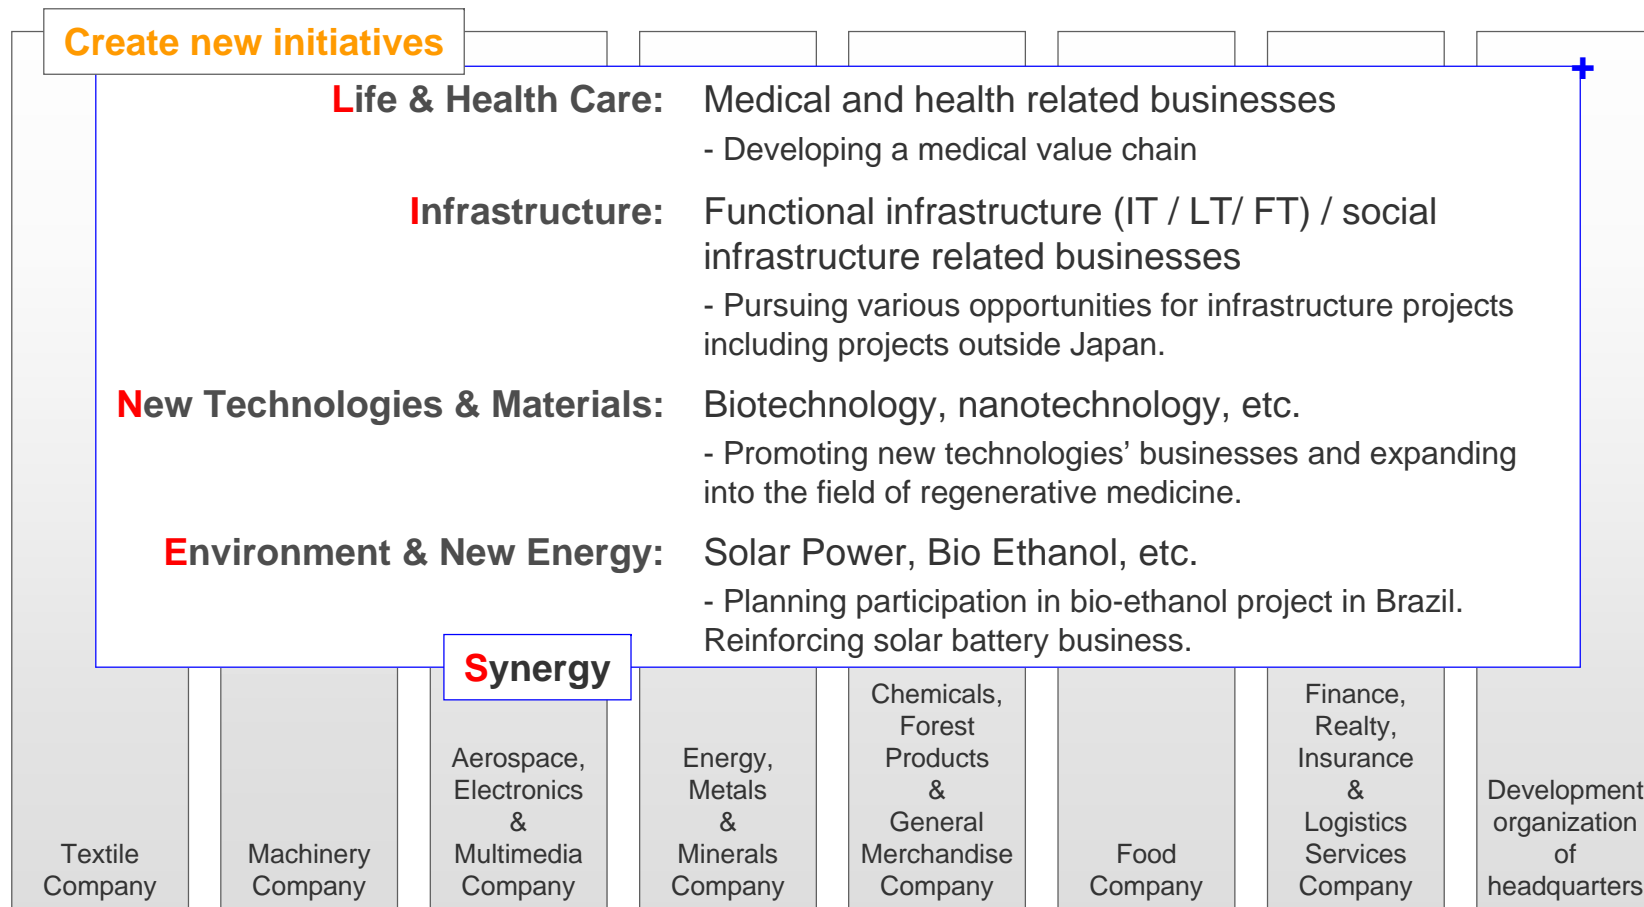 Create new initiatives
+
Life & Health Care: Medical and health related businesses
- Developing a medical value chain
Infrastructure: Functional infrastructure (IT / LT/ FT) / social
infrastructure related businesses
- Pursuing various opportunities for infrastructure projects
including projects outside Japan.
New Technologies & Materials: Biotechnology, nanotechnology, etc.
- Promoting new technologies’ businesses and expanding
into the field of regenerative medicine.
Environment & New Energy: Solar Power, Bio Ethanol, etc.
- Planning participation in bio-ethanol project in Brazil.
Reinforcing solar battery business.
Synergy
Textile
Company
Machinery
Company
Aerospace,
Electronics
&
Multimedia
Company
Energy,
Metals
&
Minerals
Company
Chemicals,
Forest
Products
&
General
Merchandise
Company
Food
Company
Finance,
Realty,
Insurance
&
Logistics
Services
Company
Development
organization
of
headquarters